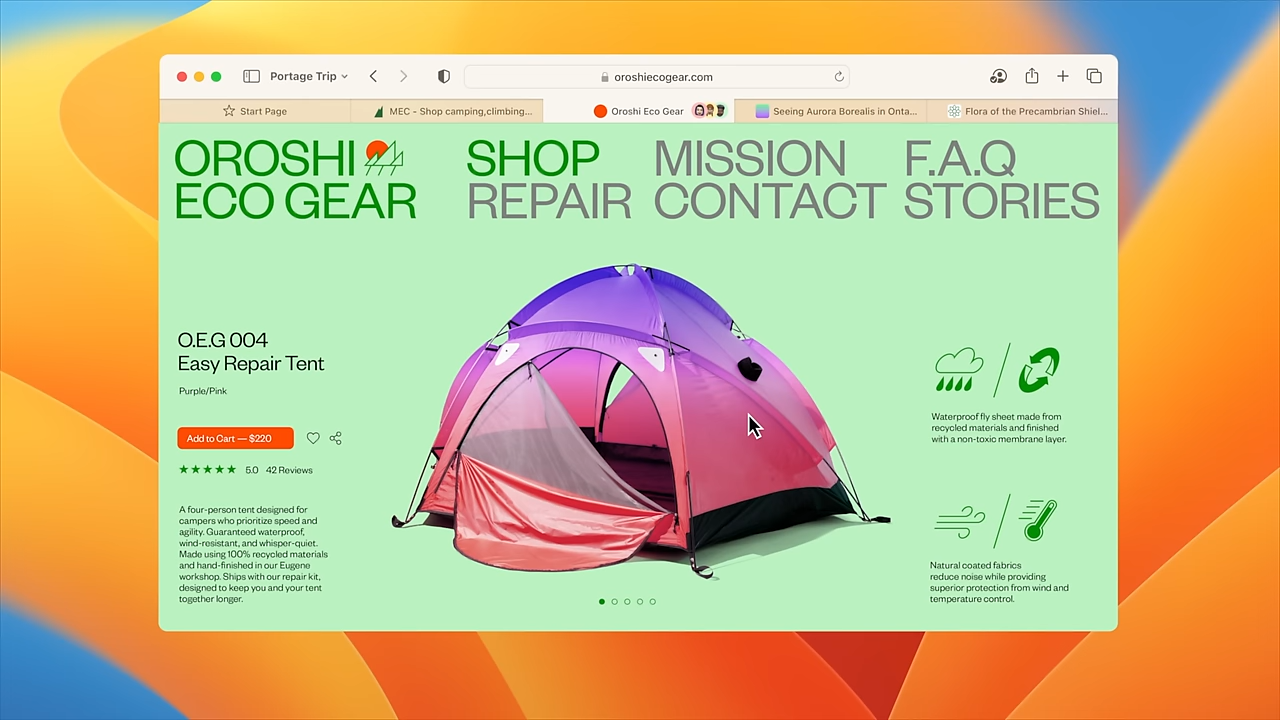 Portage Trip
oroshiecogear.com
Start Page
MEC - Shop camping,climbing...
Oroshi Eco Gear
Seeing Aurora Borealis in Onta...
Flora of the Precambrian Shiel...
OROSHI
ECO GEAR
SHOP
REPAIR
MISSION
CONTACT
F.A.Q
STORIES
O.E.G 004
Easy Repair Tent
Purple/Pink
Add to Cart — $220
★★★★★ 5.0 42 Reviews
A four-person tent designed for
campers who prioritize speed and
agility. Guaranteed waterproof,
wind-resistant, and whisper-quiet.
Made using 100% recycled materials
and hand-finished in our Eugene
workshop. Ships with our repair kit,
designed to keep you and your tent
together longer.
Waterproof fly sheet made from
recycled materials and finished
with a non-toxic membrane layer.
Natural coated fabrics
reduce noise while providing
superior protection from wind and
temperature control.